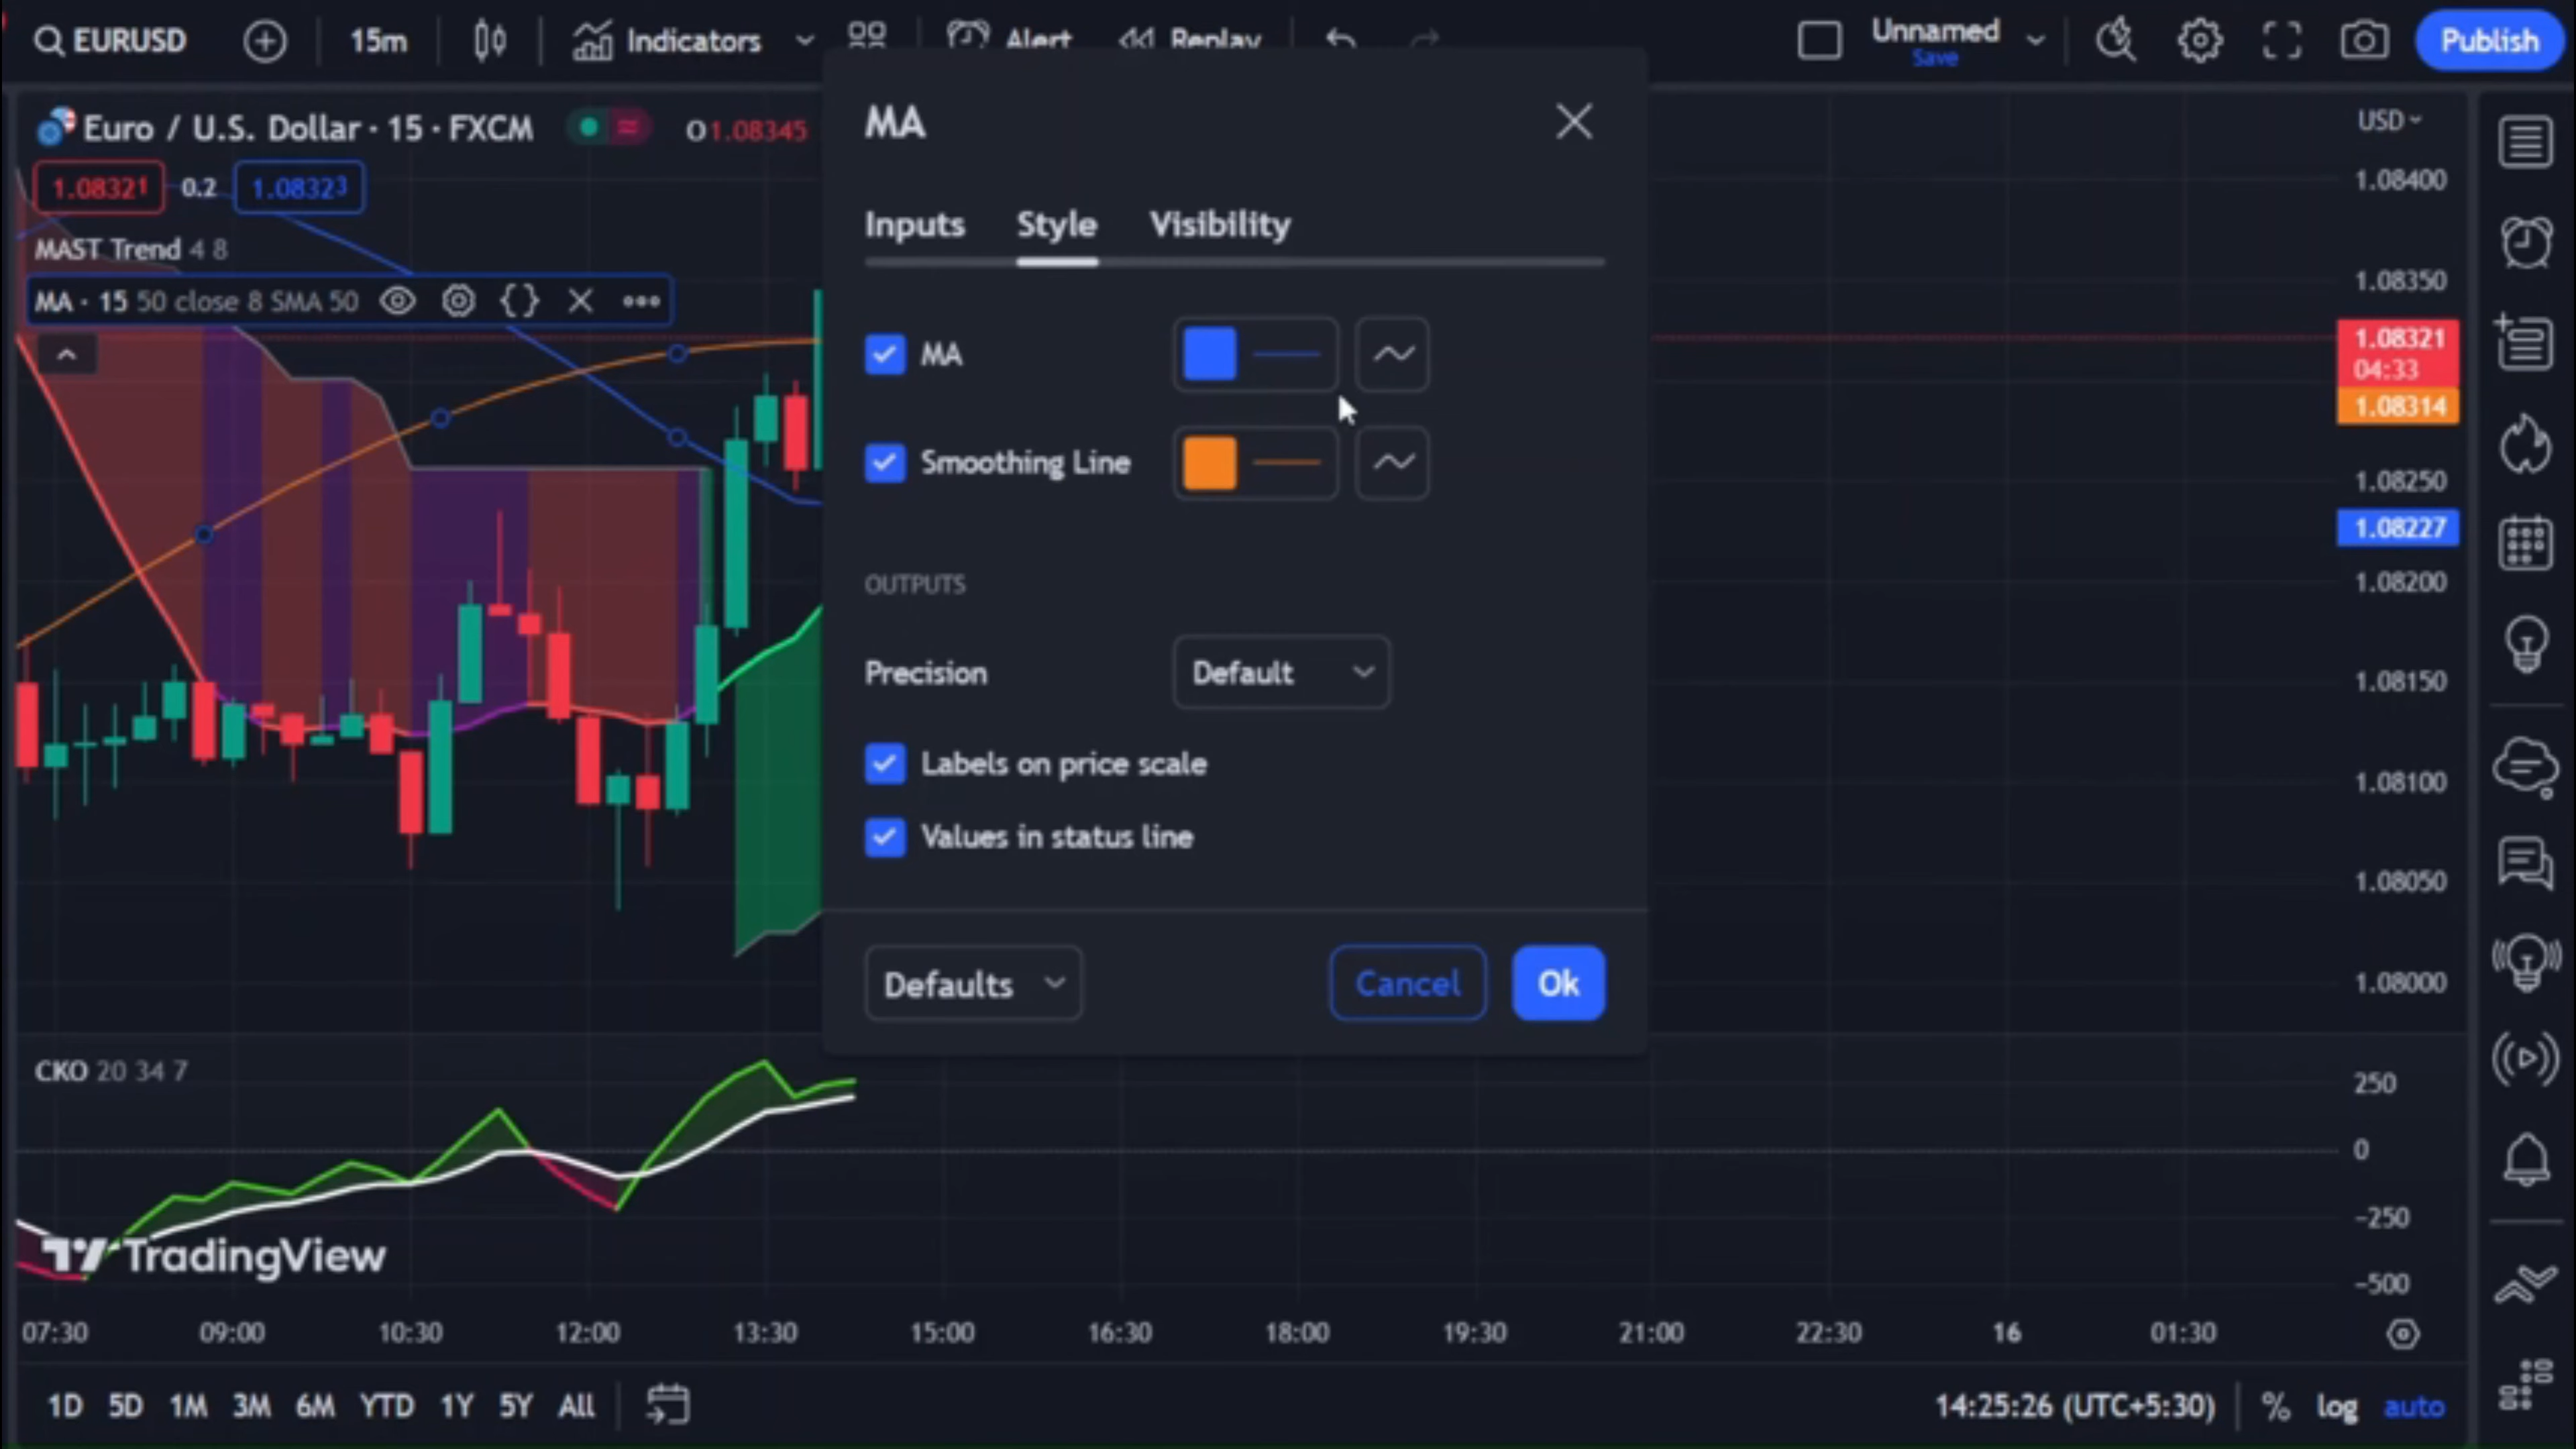 EURUSD 15m Indicators Alert Replay Unnamed Publish
Save
Euro / U.S. Dollar · 15 · FXCM O1.08345
1.08321 0.2 1.08323
MAST Trend 4 8
MA · 15 50 close 8 SMA 50
MA
Inputs Style Visibility
MA
Smoothing Line
OUTPUTS
Precision Default
Labels on price scale
Values in status line
Defaults Cancel Ok
USD
1.08400
1.08350
1.08321
04:33
1.08314
1.08250
1.08227
1.08200
1.08150
1.08100
1.08050
1.08000
CKO 20 34 7
250
0
−250
−500
TradingView
07:30 09:00 10:30 12:00 13:30 15:00 16:30 18:00 19:30 21:00 22:30 16 01:30
1D 5D 1M 3M 6M YTD 1Y 5Y All 14:25:26 (UTC+5:30) % log auto